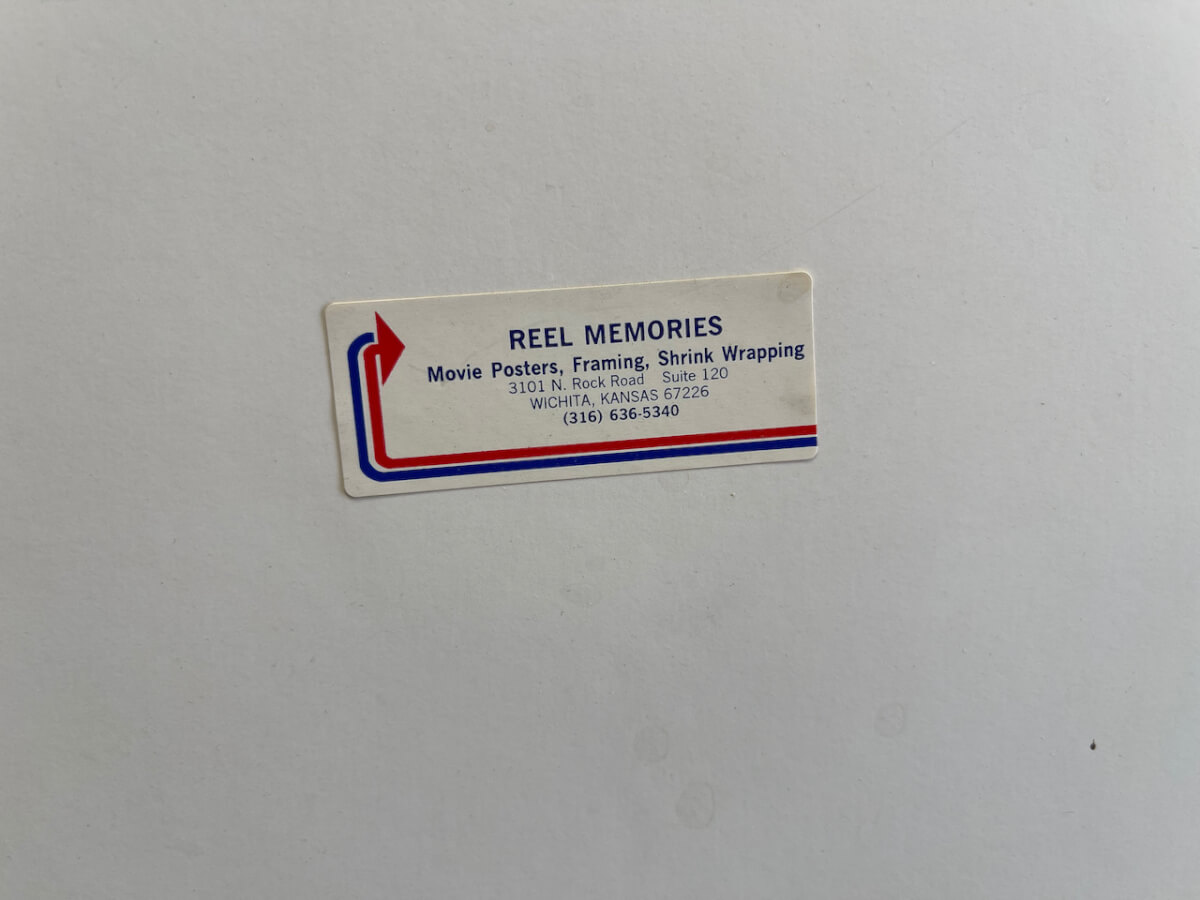 REEL MEMORIES
Movie Posters, Framing, Shrink Wrapping
3101 N. Rock Road Suite 120
WICHITA, KANSAS 67226
(316) 636-5340